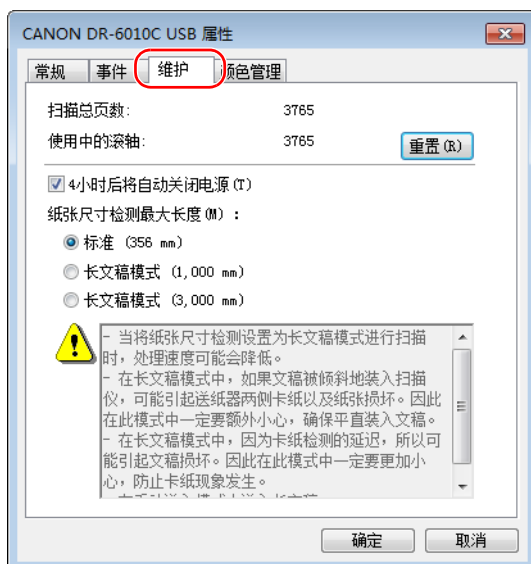 CANON DR-6010C USB 属性
常规 事件 维护 颜色管理
扫描总页数: 3765
使用中的滚轴: 3765 重置(R)
4小时后将自动关闭电源(T)
纸张尺寸检测最大长度(M) :
标准 (356 mm)
长文稿模式 (1,000 mm)
长文稿模式 (3,000 mm)
- 当将纸张尺寸检测设置为长文稿模式进行扫描
时，处理速度可能会降低。
- 在长文稿模式中，如果文稿被倾斜地装入扫描
仪，可能引起送纸器两侧卡纸以及纸张损坏。因此
在此模式中一定要额外小心，确保平直装入文稿。
- 在长文稿模式中，因为卡纸检测的延迟，所以可
能引起文稿损坏。因此在此模式中一定要更加小
心，防止卡纸现象发生。
确定 取消